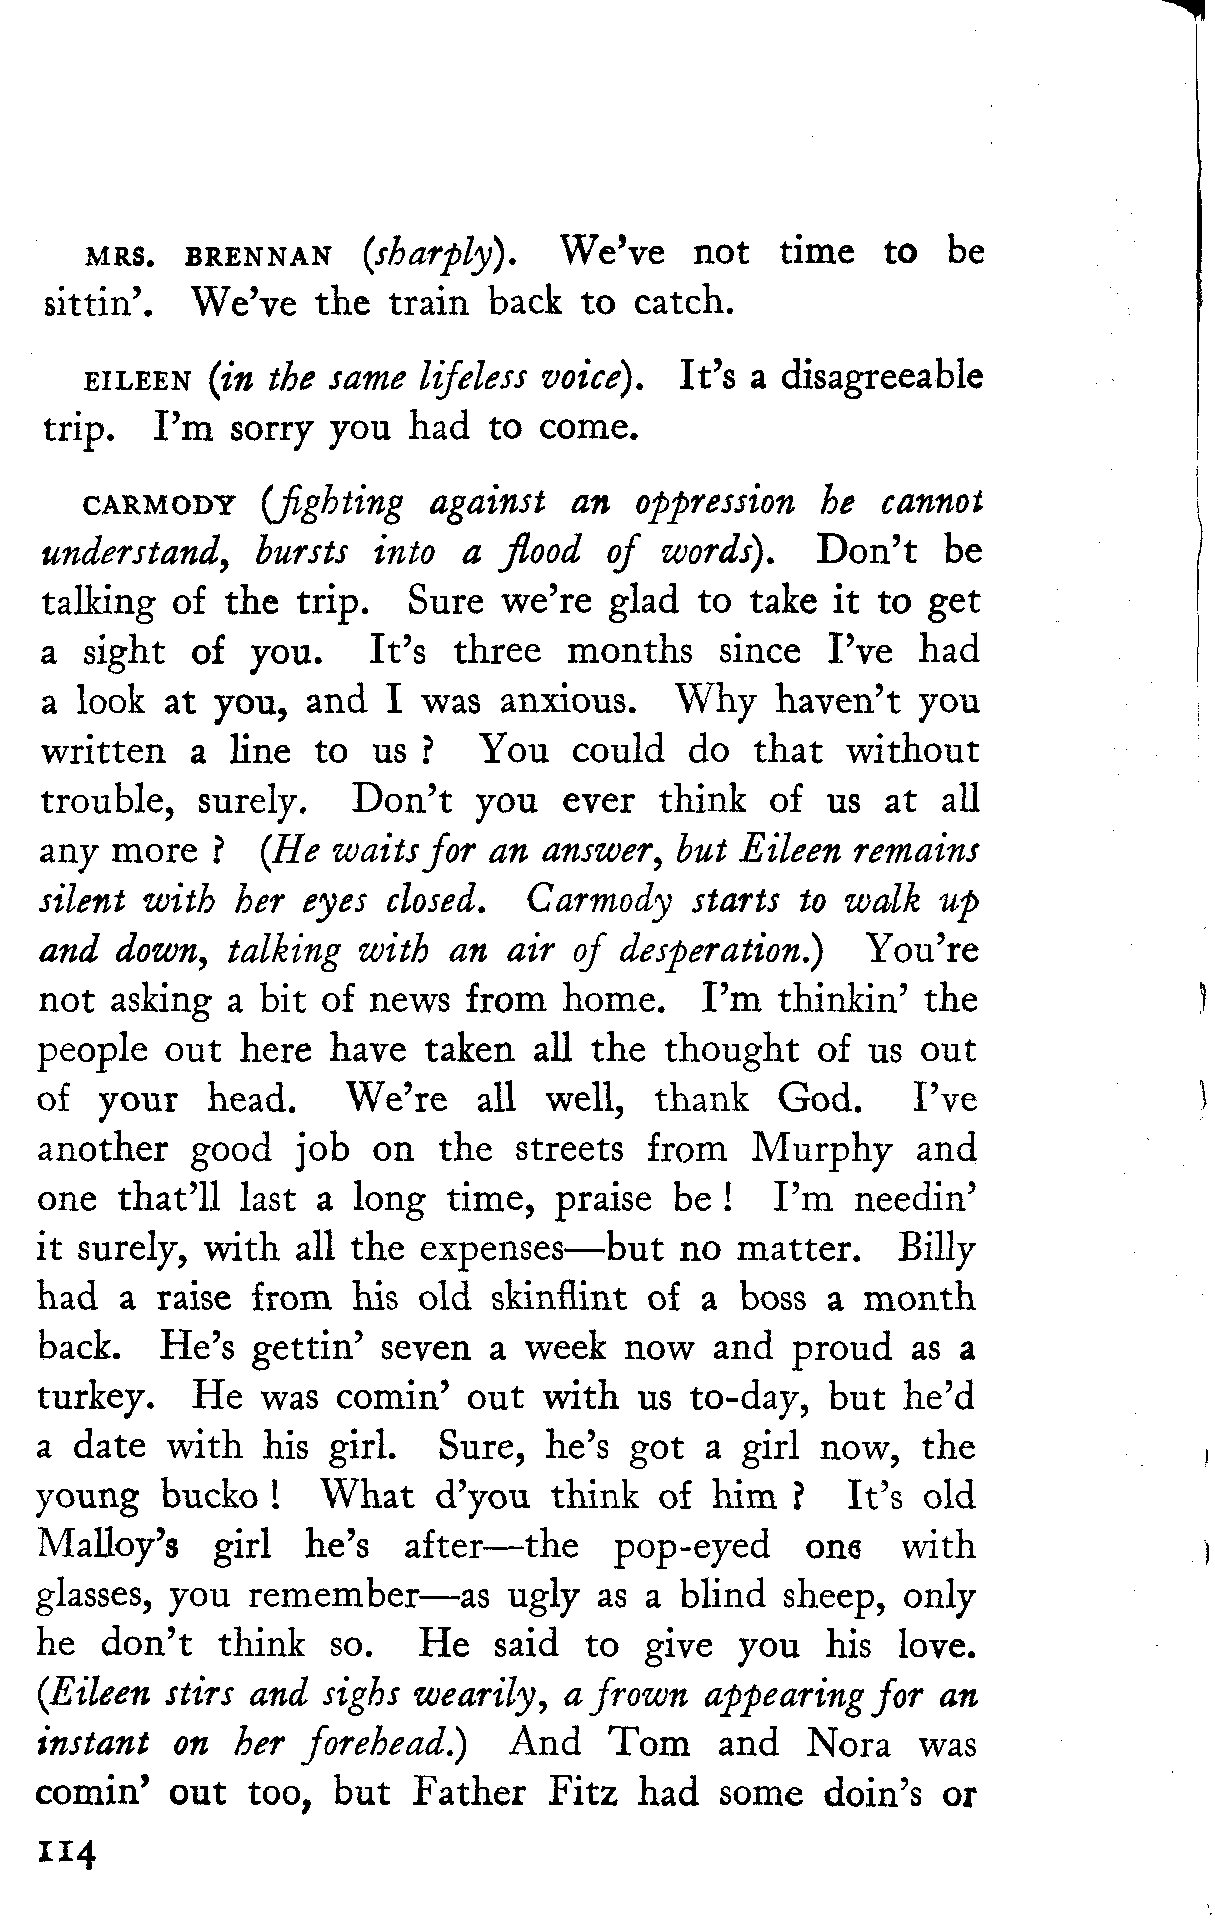 MRS. BRENNAN (sharply). We've not time to be
sittin'. We've the train back to catch.
EILEEN (in the same lifeless voice). It's a disagreeable
trip. I'm sorry you had to come.
CARMODY (fighting against an oppression he cannot
understand, bursts into a flood of words). Don't be
talking of the trip. Sure we're glad to take it to get
a sight of you. It's three months since I've had
a look at you, and I was anxious. Why haven't you
written a line to us ? You could do that without
trouble, surely. Don't you ever think of us at all
any more ? (He waits for an answer, but Eileen remains
silent with her eyes closed. Carmody starts to walk up
and down, talking with an air of desperation.) You're
not asking a bit of news from home. I'm thinkin' the
people out here have taken all the thought of us out
of your head. We're all well, thank God. I've
another good job on the streets from Murphy and
one that'll last a long time, praise be ! I'm needin'
it surely, with all the expenses—but no matter. Billy
had a raise from his old skinflint of a boss a month
back. He's gettin' seven a week now and proud as a
turkey. He was comin' out with us to-day, but he'd
a date with his girl. Sure, he's got a girl now, the
young bucko ! What d'you think of him ? It's old
Malloy's girl he's after—the pop-eyed one with
glasses, you remember—as ugly as a blind sheep, only
he don't think so. He said to give you his love.
(Eileen stirs and sighs wearily, a frown appearing for an
instant on her forehead.) And Tom and Nora was
comin' out too, but Father Fitz had some doin's or
114